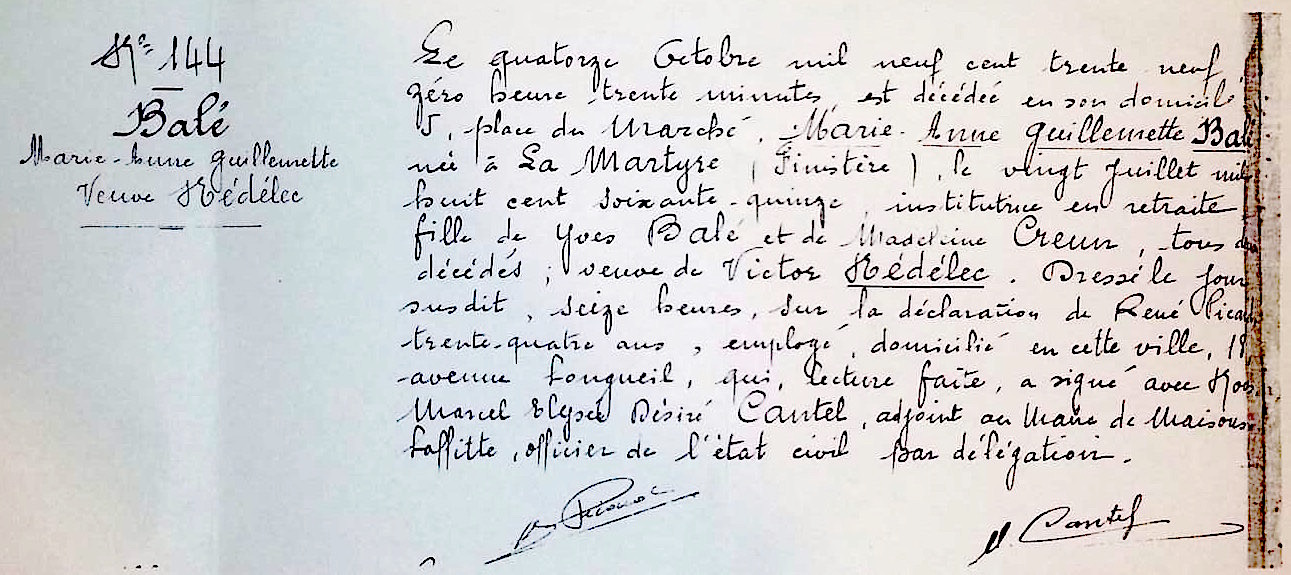 No 144
Balé
Marie-Anne Guillemette
Veuve Hédélec
Le quatorze Octobre mil neuf cent trente neuf
zéro heure trente minutes, est décédée en son domicile
5, place du Marché, Marie-Anne Guillemette Balé
née à La Martyre (Finistère), le vingt Juillet mil
huit cent soixante-quinze, institutrice en retraite
fille de Yves Balé et de Madeleine Creun, tous
décédés ; veuve de Victor Hédélec. Dressé le jour
susdit, seize heures, sur la déclaration de René Picard
trente-quatre ans, employé, domicilié en cette ville, 18,
avenue Longueil, qui, lecture faite, a signé avec Nous
Marcel Elysée Désiré Cantel, adjoint au Maire de Maisons-
Laffitte, officier de l'état civil par délégation.
Cantel